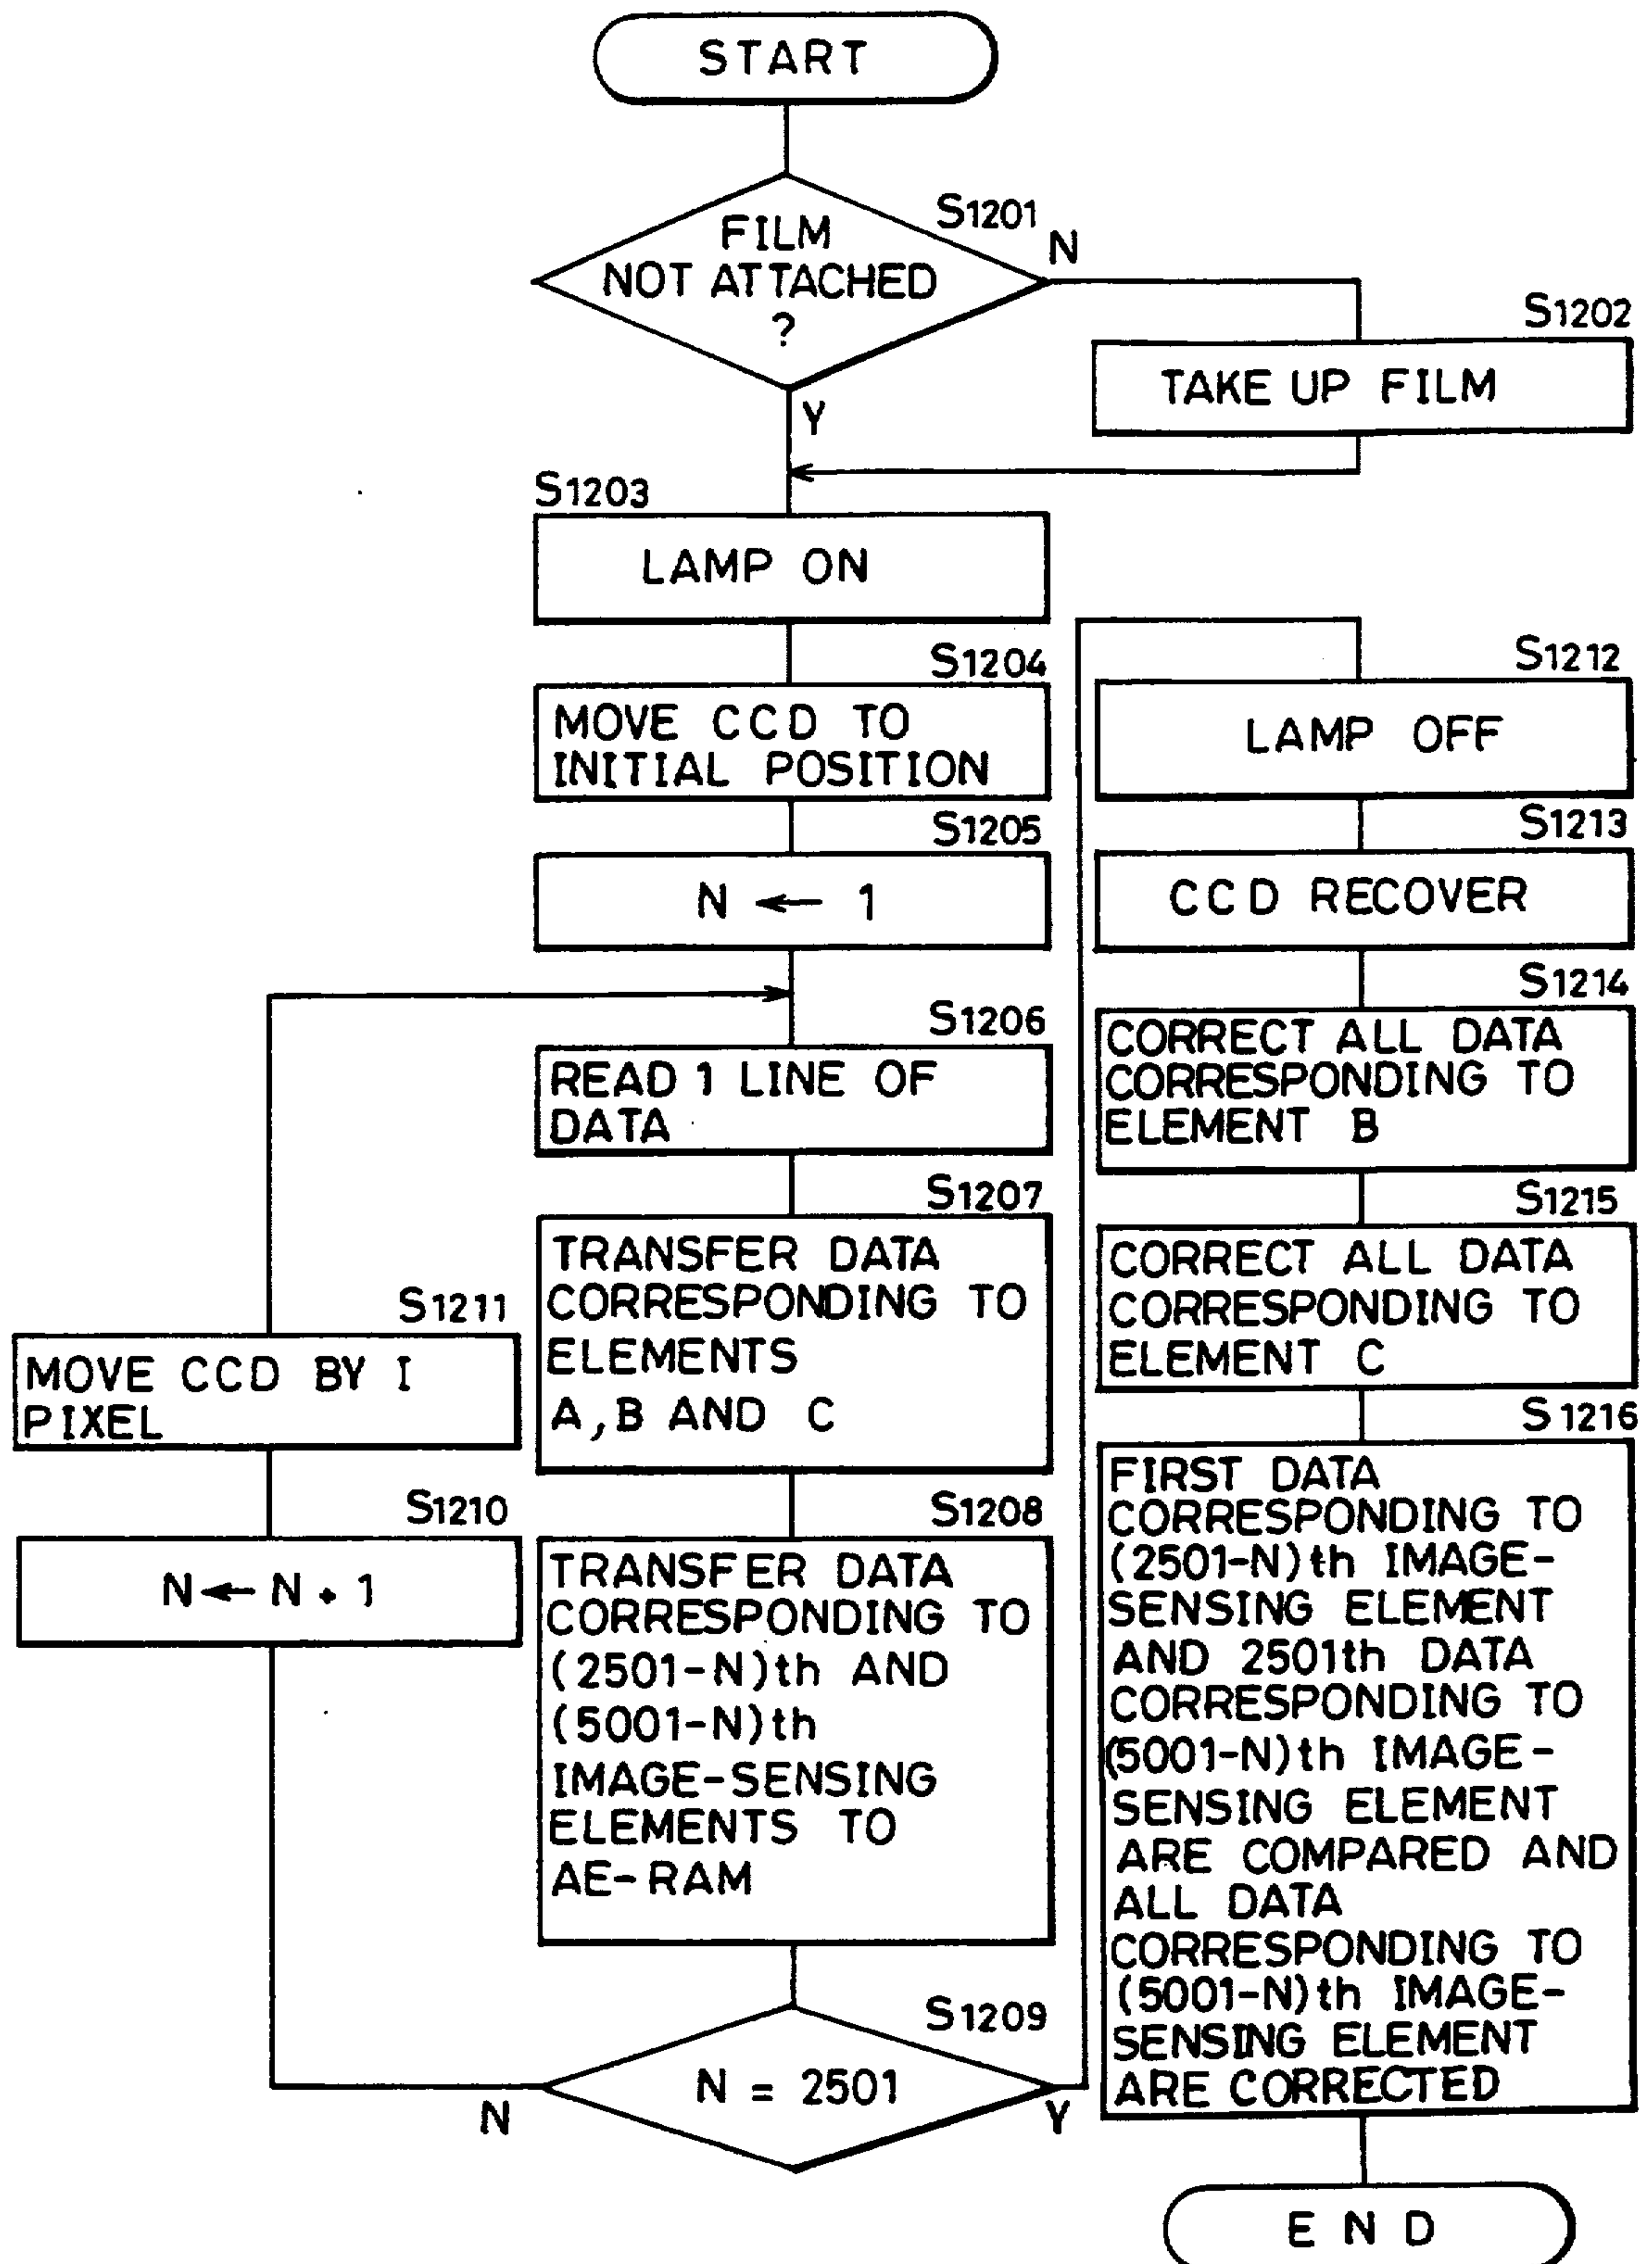 START
S1201
FILM
NOT ATTACHED
?
N
Y
S1202
TAKE UP FILM
S1203
LAMP ON
S1204
MOVE CCD TO
INITIAL POSITION
S1205
N ← 1
S1206
READ 1 LINE OF
DATA
S1207
TRANSFER DATA
CORRESPONDING TO
ELEMENTS
A,B AND C
S1208
TRANSFER DATA
CORRESPONDING TO
(2501-N)th AND
(5001-N)th
IMAGE-SENSING
ELEMENTS TO
AE-RAM
S1209
N = 2501
N
Y
S1210
N ← N + 1
S1211
MOVE CCD BY I
PIXEL
S1212
LAMP OFF
S1213
CCD RECOVER
S1214
CORRECT ALL DATA
CORRESPONDING TO
ELEMENT B
S1215
CORRECT ALL DATA
CORRESPONDING TO
ELEMENT C
S1216
FIRST DATA
CORRESPONDING TO
(2501-N)th IMAGE-
SENSING ELEMENT
AND 2501th DATA
CORRESPONDING TO
(5001-N)th IMAGE-
SENSING ELEMENT
ARE COMPARED AND
ALL DATA
CORRESPONDING TO
(5001-N)th IMAGE-
SENSING ELEMENT
ARE CORRECTED
END